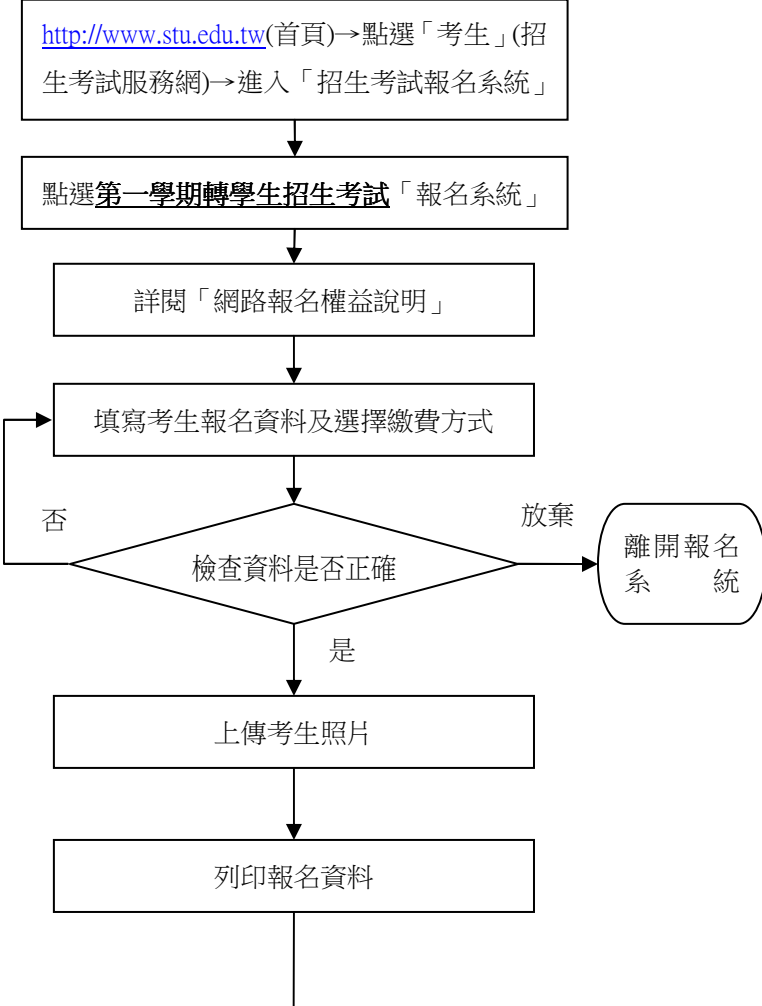 http://www.stu.edu.tw(首頁)→點選「考生」(招
生考試服務網)→進入「招生考試報名系統」
點選第一學期轉學生招生考試「報名系統」
詳閱「網路報名權益說明」
填寫考生報名資料及選擇繳費方式
否
放棄
檢查資料是否正確
離開報名
系統
是
上傳考生照片
列印報名資料